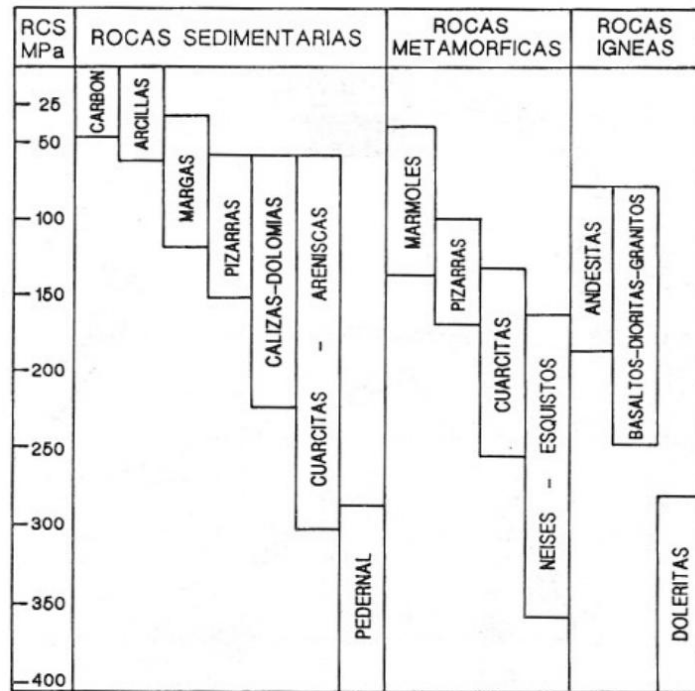 RCS
MPa
ROCAS SEDIMENTARIAS
ROCAS
METAMORFICAS
ROCAS
IGNEAS
25
50
100
150
200
250
300
350
400
CARBON
ARCILLAS
MARGAS
PIZARRAS
CALIZAS-DOLOMIAS
CUARCITAS - ARENISCAS
PEDERNAL
MARMOLES
PIZARRAS
CUARCITAS
NEISES - ESQUISTOS
ANDESITAS
BASALTOS-DIORITAS-GRANITOS
DOLERITAS